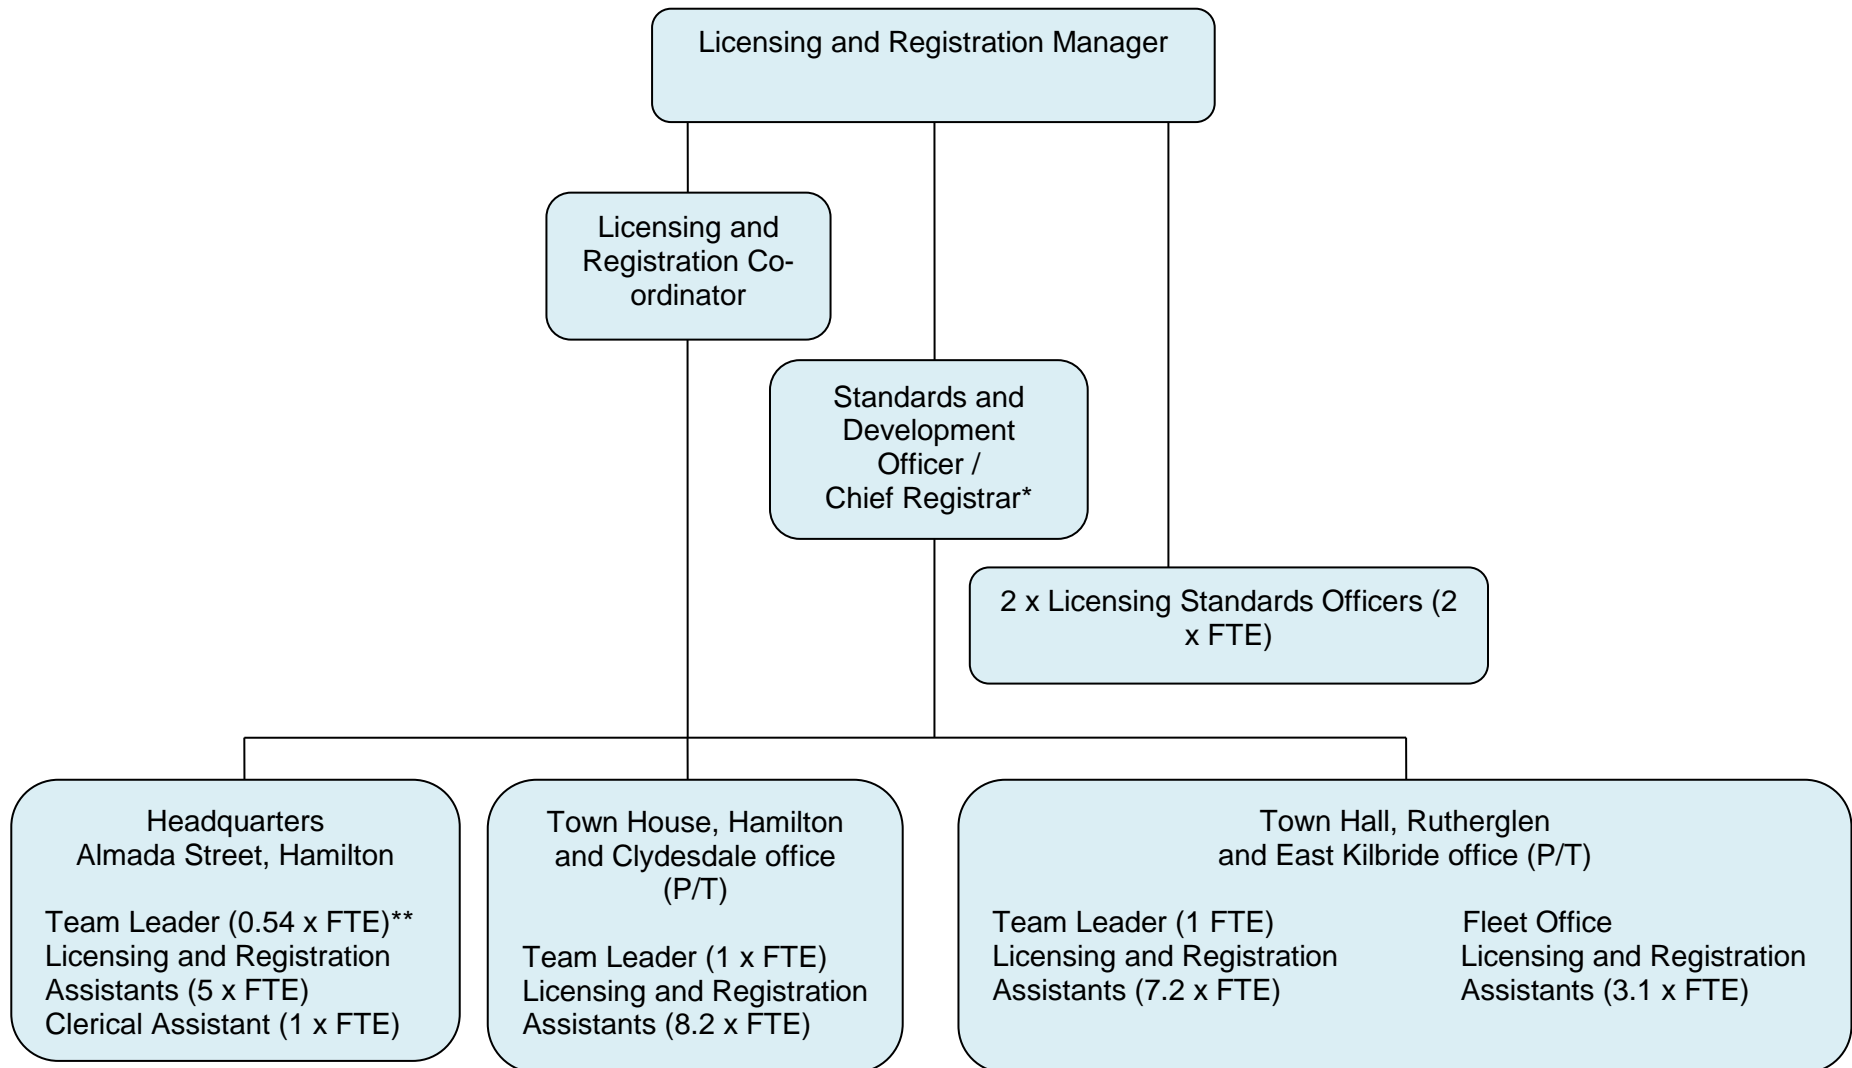 Licensing and Registration Manager
Licensing and
Registration Co-
ordinator
Standards and
Development
Officer /
Chief Registrar*
2 x Licensing Standards Officers (2
x FTE)
Headquarters
Almada Street, Hamilton
Team Leader (0.54 x FTE)**
Licensing and Registration
Assistants (5 x FTE)
Clerical Assistant (1 x FTE)
Town House, Hamilton
and Clydesdale office
(P/T)
Team Leader (1 x FTE)
Licensing and Registration
Assistants (8.2 x FTE)
Town Hall, Rutherglen
and East Kilbride office (P/T)
Team Leader (1 FTE)
Licensing and Registration
Assistants (7.2 x FTE)
Fleet Office
Licensing and Registration
Assistants (3.1 x FTE)